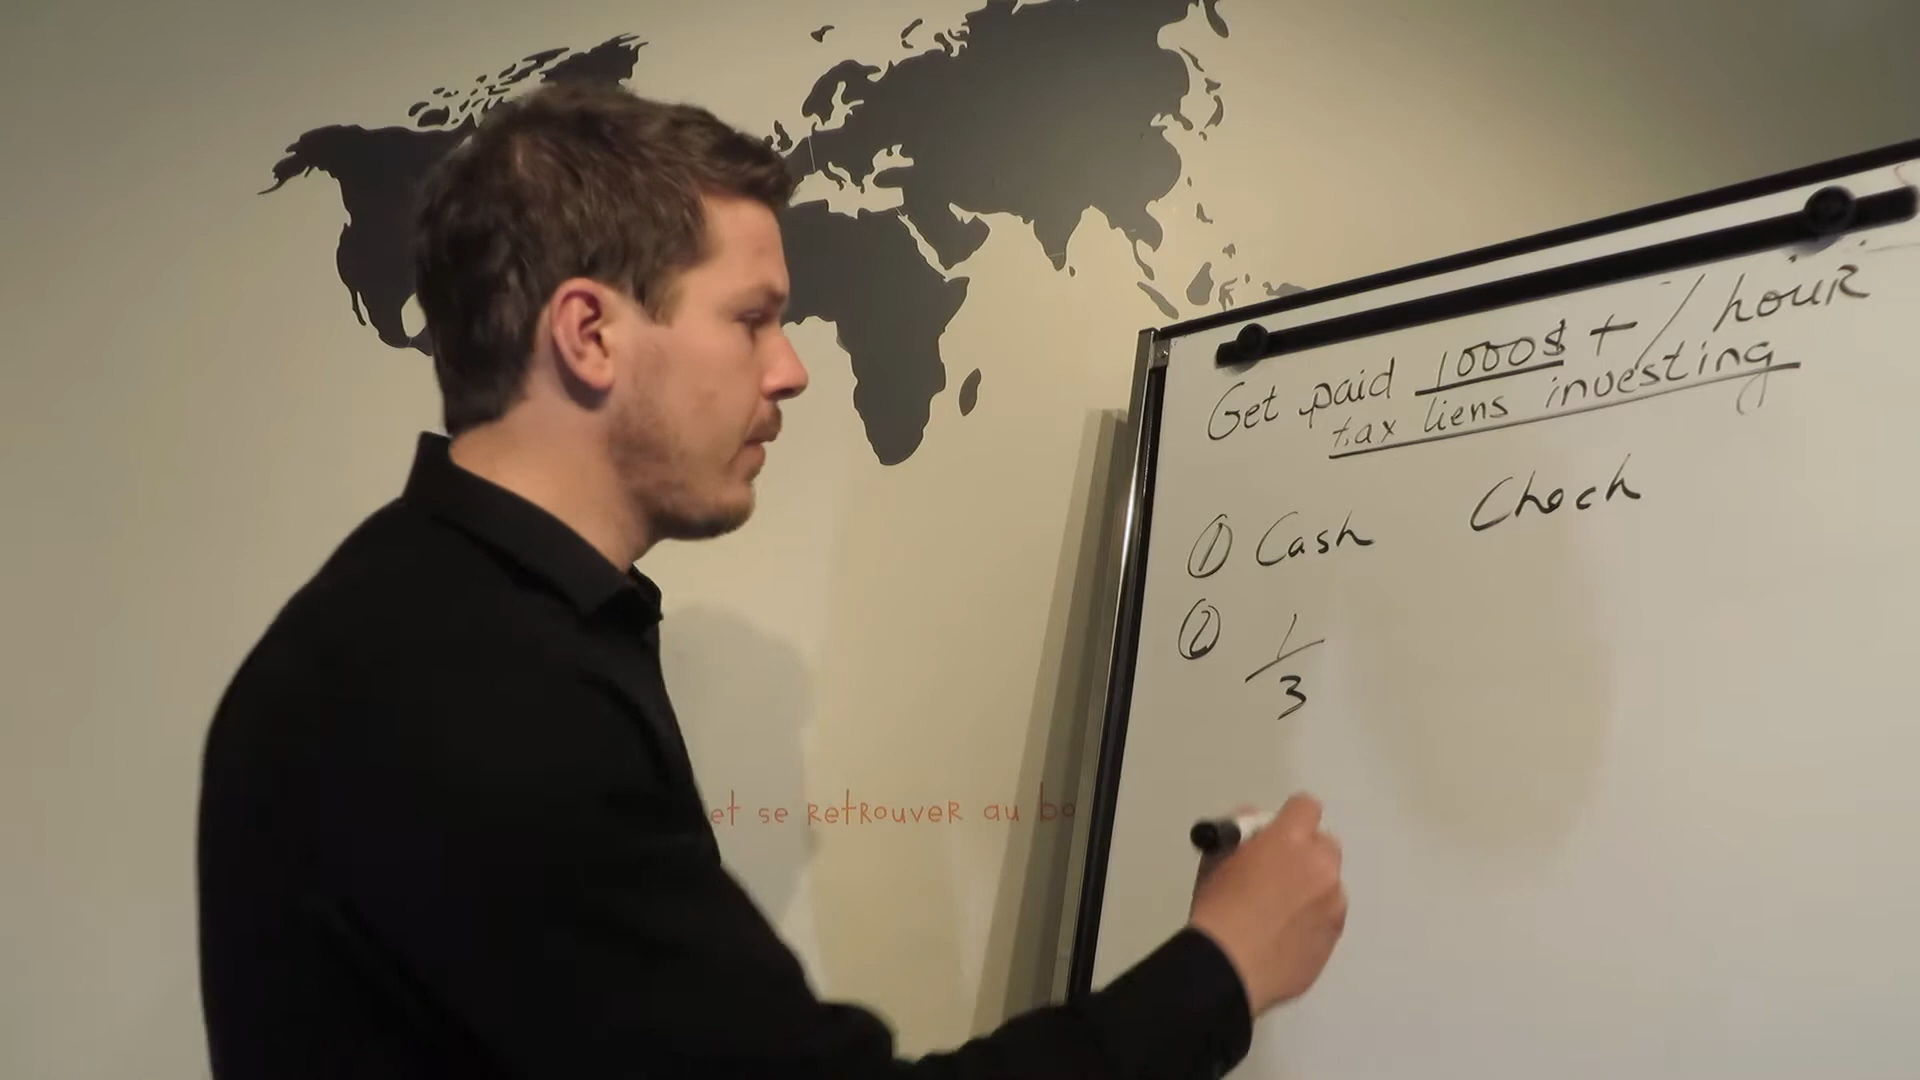 Get paid 1000$ + / hour
tax liens investing
① Cash Check
② 1/3
et se retrouver au bo